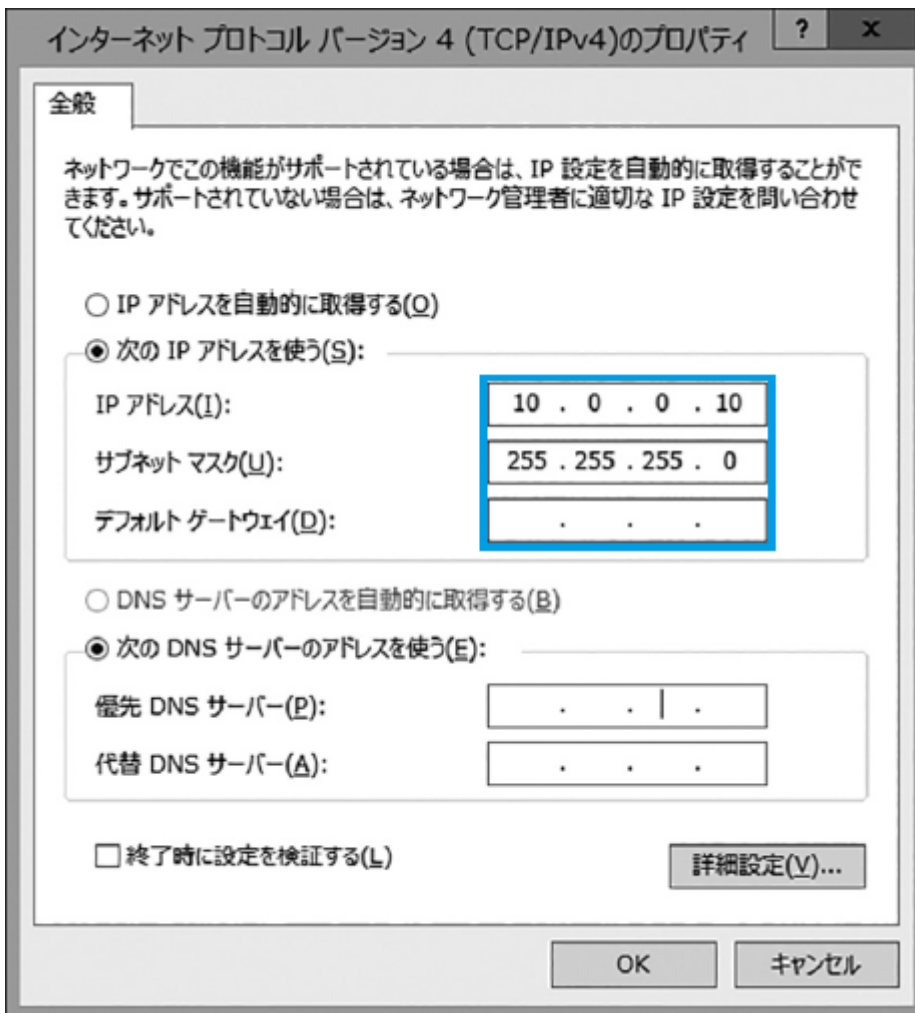 インターネット プロトコル バージョン 4 (TCP/IPv4)のプロパティ
?
x
全般
ネットワークでこの機能がサポートされている場合は、IP 設定を自動的に取得することがで
きます。サポートされていない場合は、ネットワーク管理者に適切な IP 設定を問い合わせ
てください。
IP アドレスを自動的に取得する(O)
次の IP アドレスを使う(S):
IP アドレス(I): 10 . 0 . 0 . 10
サブネット マスク(U): 255 . 255 . 255 . 0
デフォルト ゲートウェイ(D): . . .
DNS サーバーのアドレスを自動的に取得する(B)
次の DNS サーバーのアドレスを使う(E):
優先 DNS サーバー(P): . . .
代替 DNS サーバー(A): . . .
終了時に設定を検証する(L)
詳細設定(V)...
OK
キャンセル